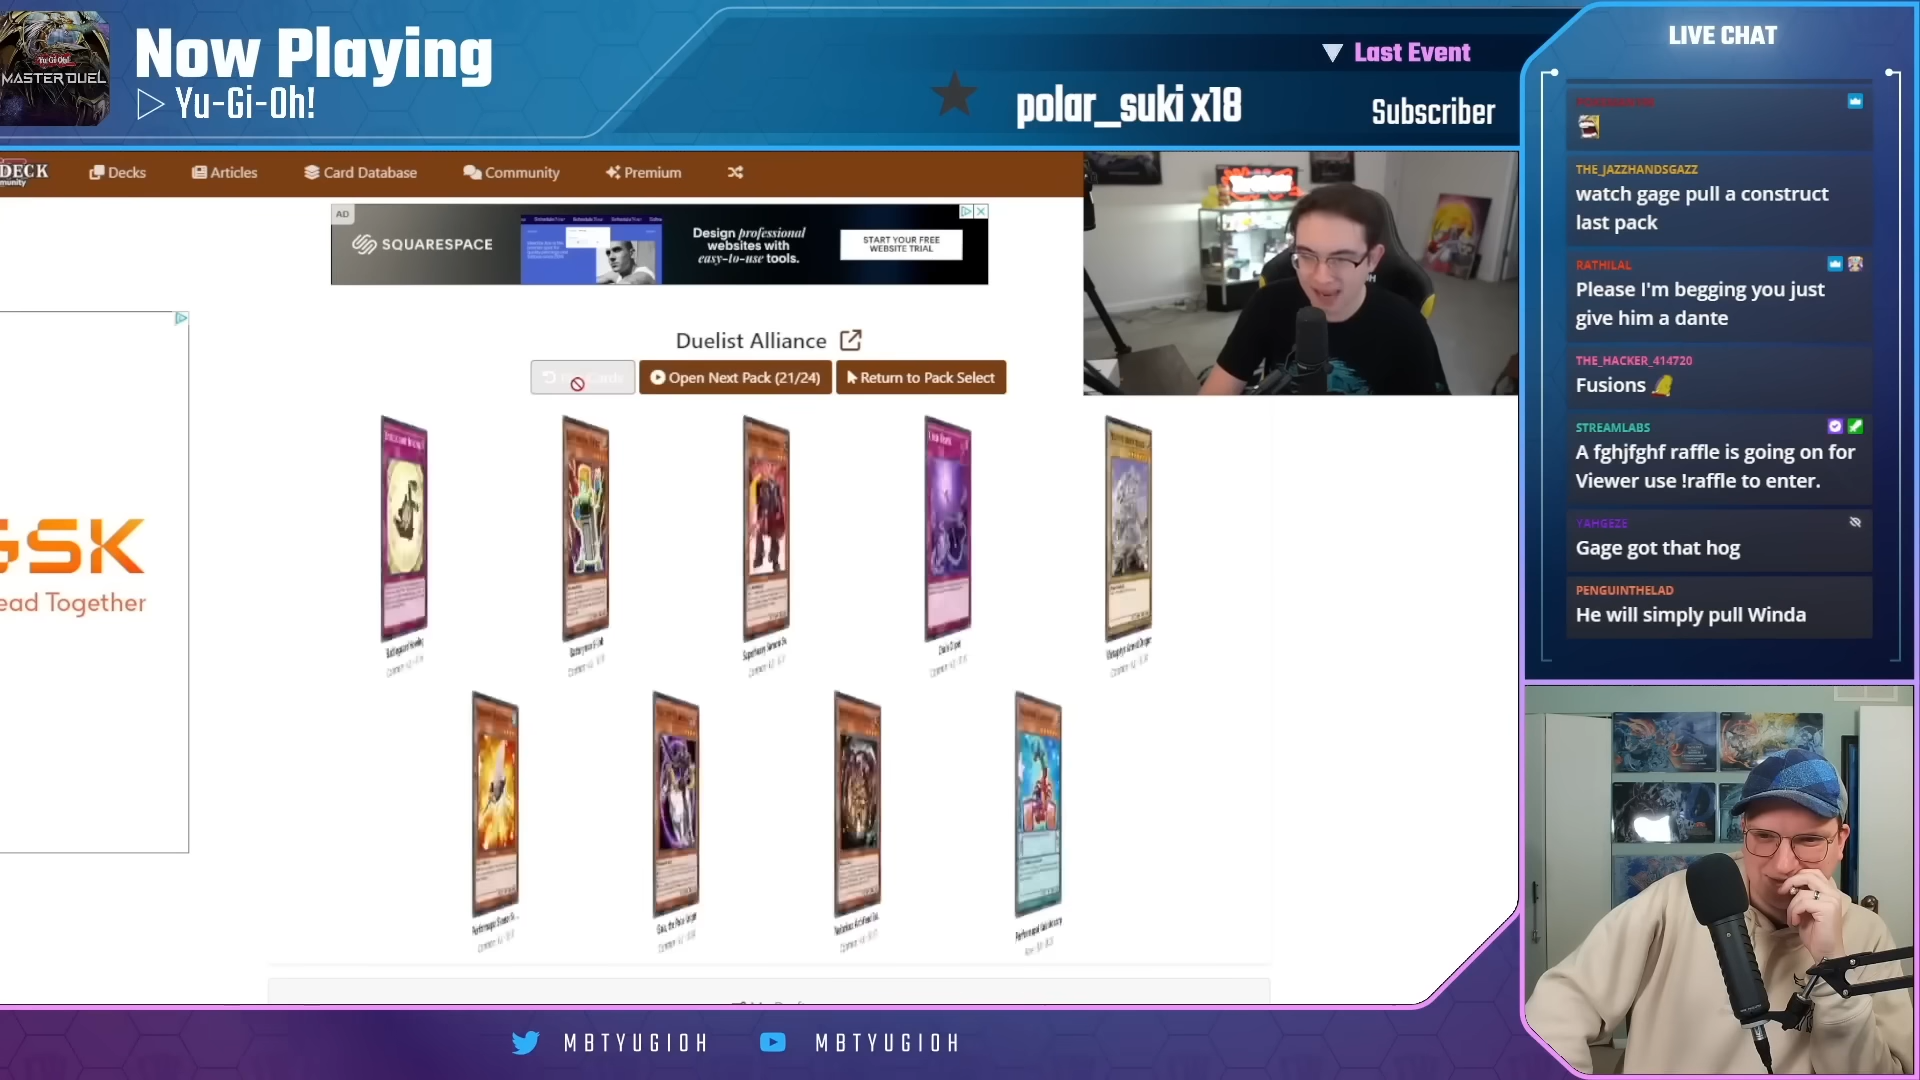 Yu-Gi-Oh!
MASTER DUEL
Now Playing
Yu-Gi-Oh!
Last Event
polar_suki x18
Subscriber
LIVE CHAT
DECK
Decks
Articles
Card Database
Community
Premium
AD
SQUARESPACE
Design professional
websites with
easy-to-use tools.
START YOUR FREE
WEBSITE TRIAL
Duelist Alliance
Open Next Pack (21/24)
Return to Pack Select
GSK
ead Together
THE_JAZZHANDSGAZZ
watch gage pull a construct
last pack
RATHILAL
Please I'm begging you just
give him a dante
THE_HACKER_414720
Fusions
STREAMLABS
A fghjfghf raffle is going on for
Viewer use !raffle to enter.
YAHGEZE
Gage got that hog
PENGUINTHELAD
He will simply pull Winda
MBTYUGIOH
MBTYUGIOH